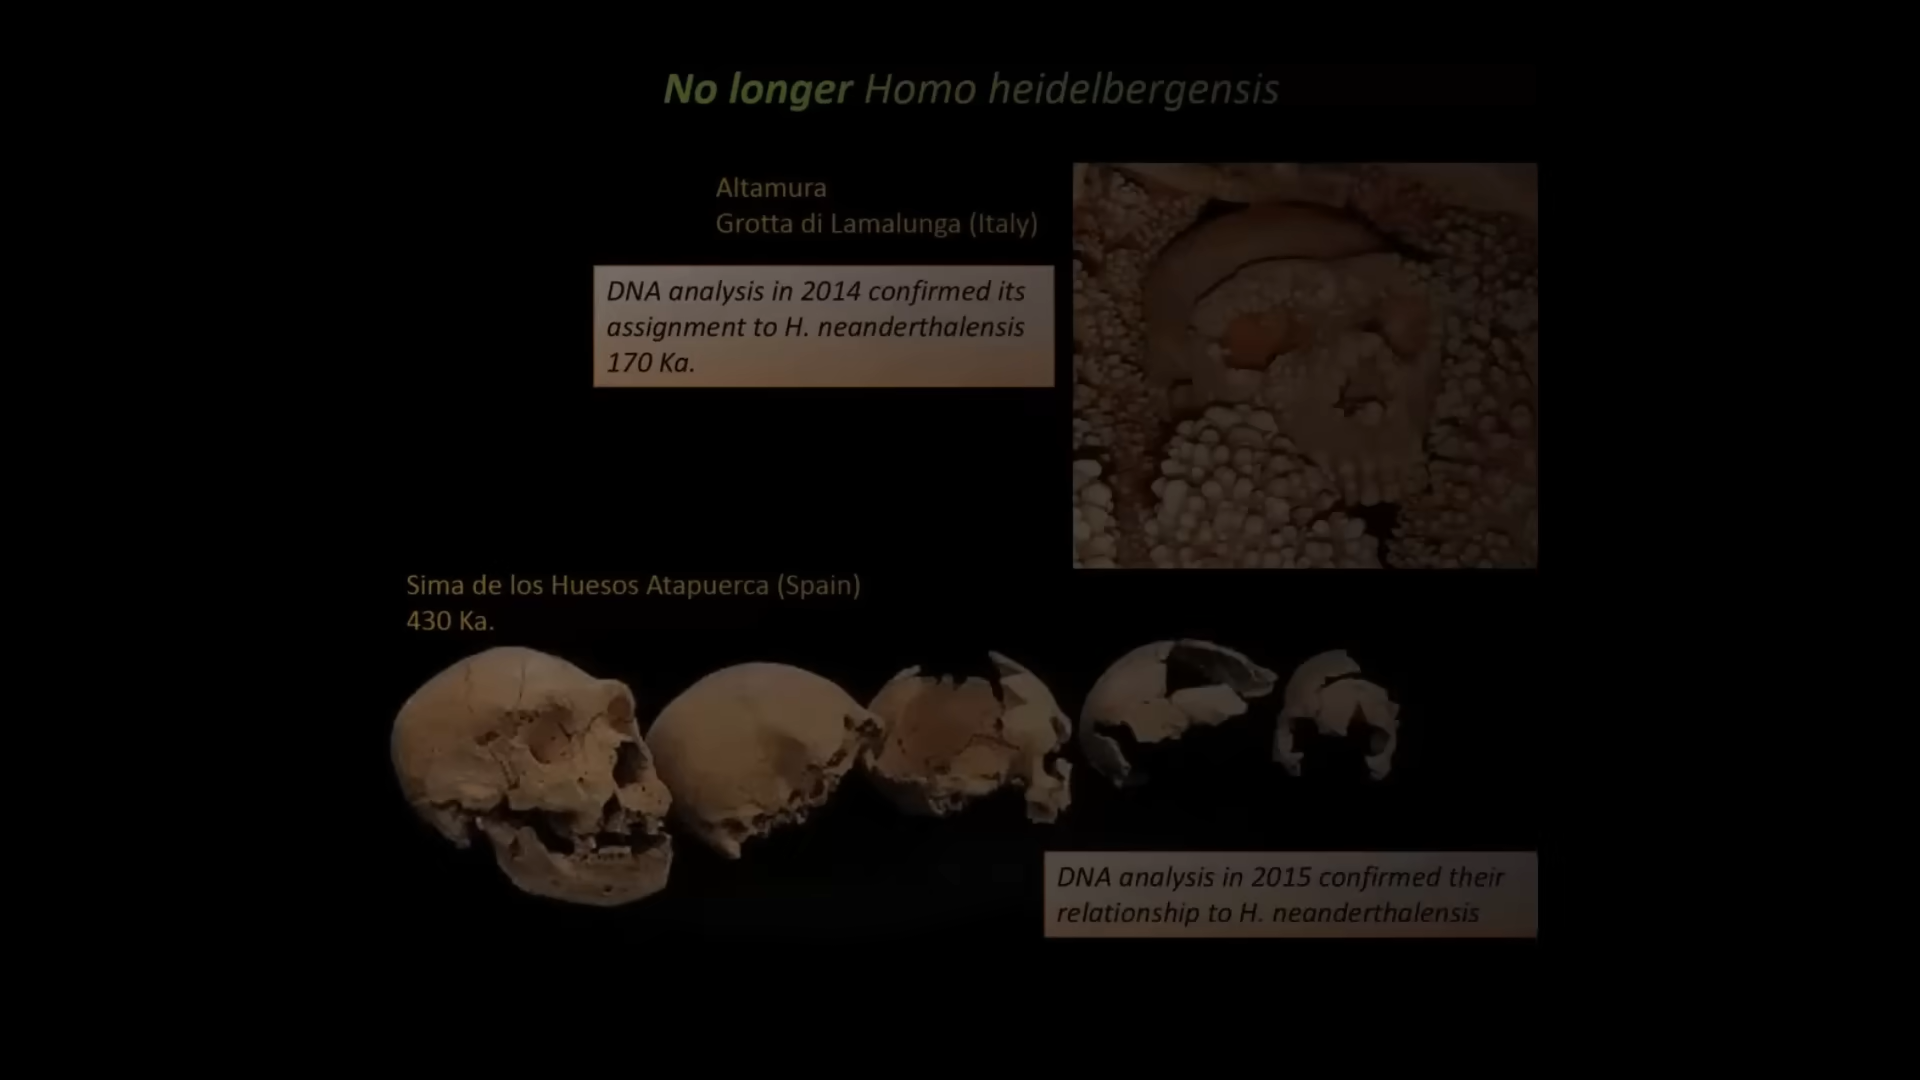 No longer Homo heidelbergensis
Altamura
Grotta di Lamalunga (Italy)
DNA analysis in 2014 confirmed its
assignment to H. neanderthalensis
170 Ka.
Sima de los Huesos Atapuerca (Spain)
430 Ka.
DNA analysis in 2015 confirmed their
relationship to H. neanderthalensis